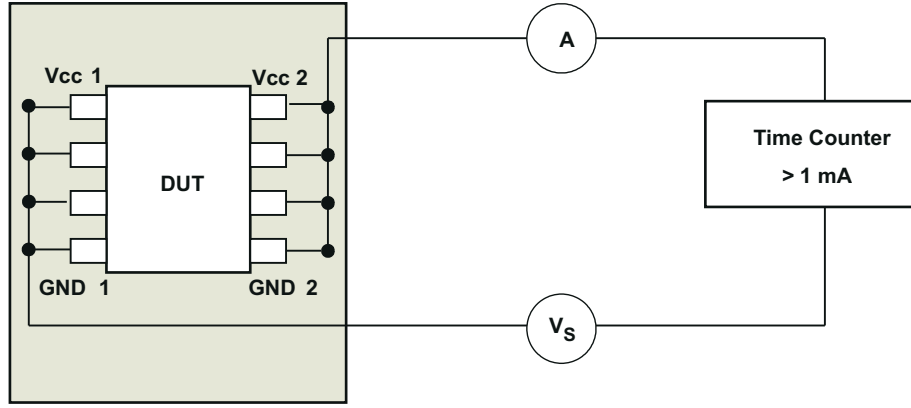 A
Vcc 1
Vcc 2
Time Counter
> 1 mA
DUT
GND 1
GND 2
VS